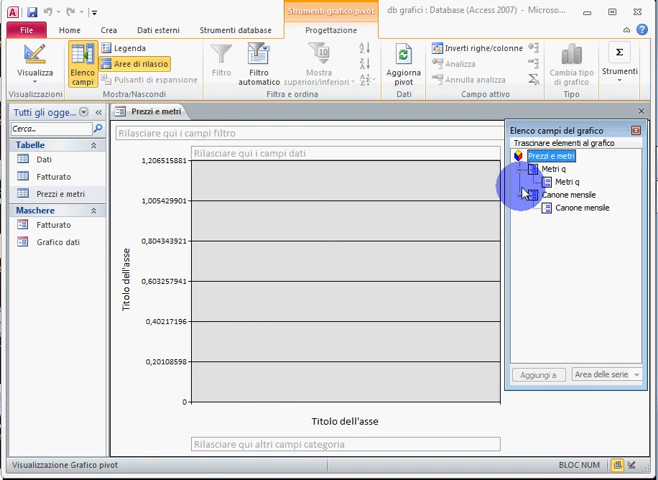 Strumenti grafico pivot
db grafici : Database (Access 2007) - Microso...
File
Home
Crea
Dati esterni
Strumenti database
Progettazione
Visualizza
Elenco campi
Legenda
Aree di rilascio
Pulsanti di espansione
Filtro
Filtro automatico
Mostra superiori/inferiori
Aggiorna pivot
Inverti righe/colonne
Analizza
Annulla analizza
Cambia tipo di grafico
Strumenti
Visualizzazioni
Mostra/Nascondi
Filtra e ordina
Dati
Campo attivo
Tipo
Tutti gli ogge...
Cerca...
Tabelle
Dati
Fatturato
Prezzi e metri
Maschere
Fatturato
Grafico dati
Prezzi e metri
Rilasciare qui i campi filtro
Rilasciare qui i campi dati
1,206515881
1,005429901
0,804343921
0,603257941
0,40217196
0,20108598
0
Titolo dell'asse
Titolo dell'asse
Rilasciare qui altri campi categoria
Elenco campi del grafico
Trascinare elementi al grafico
Prezzi e metri
Metri q
Metri q
Canone mensile
Canone mensile
Aggiungi a
Area delle serie
Visualizzazione Grafico pivot
BLOC NUM